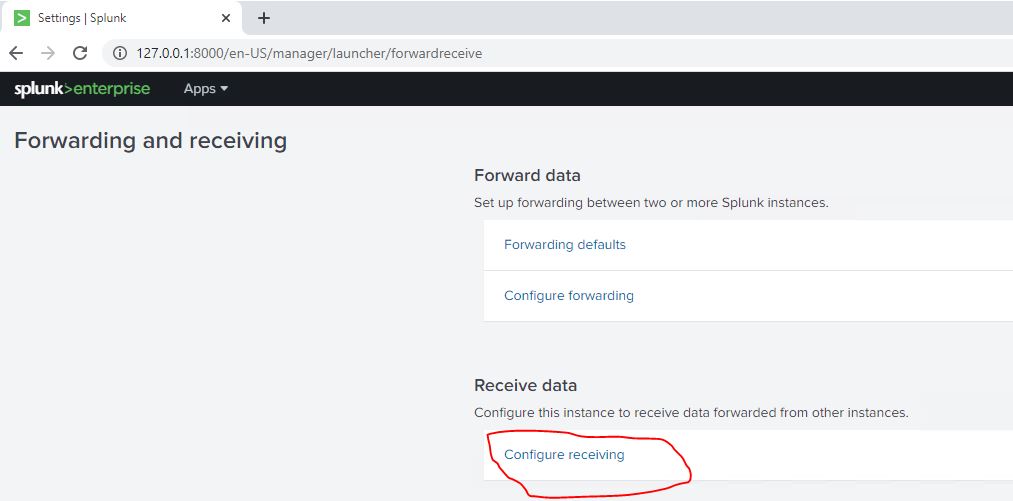 Settings | Splunk
127.0.0.1:8000/en-US/manager/launcher/forwardreceive
splunk>enterprise Apps
Forwarding and receiving
Forward data
Set up forwarding between two or more Splunk instances.
Forwarding defaults
Configure forwarding
Receive data
Configure this instance to receive data forwarded from other instances.
Configure receiving